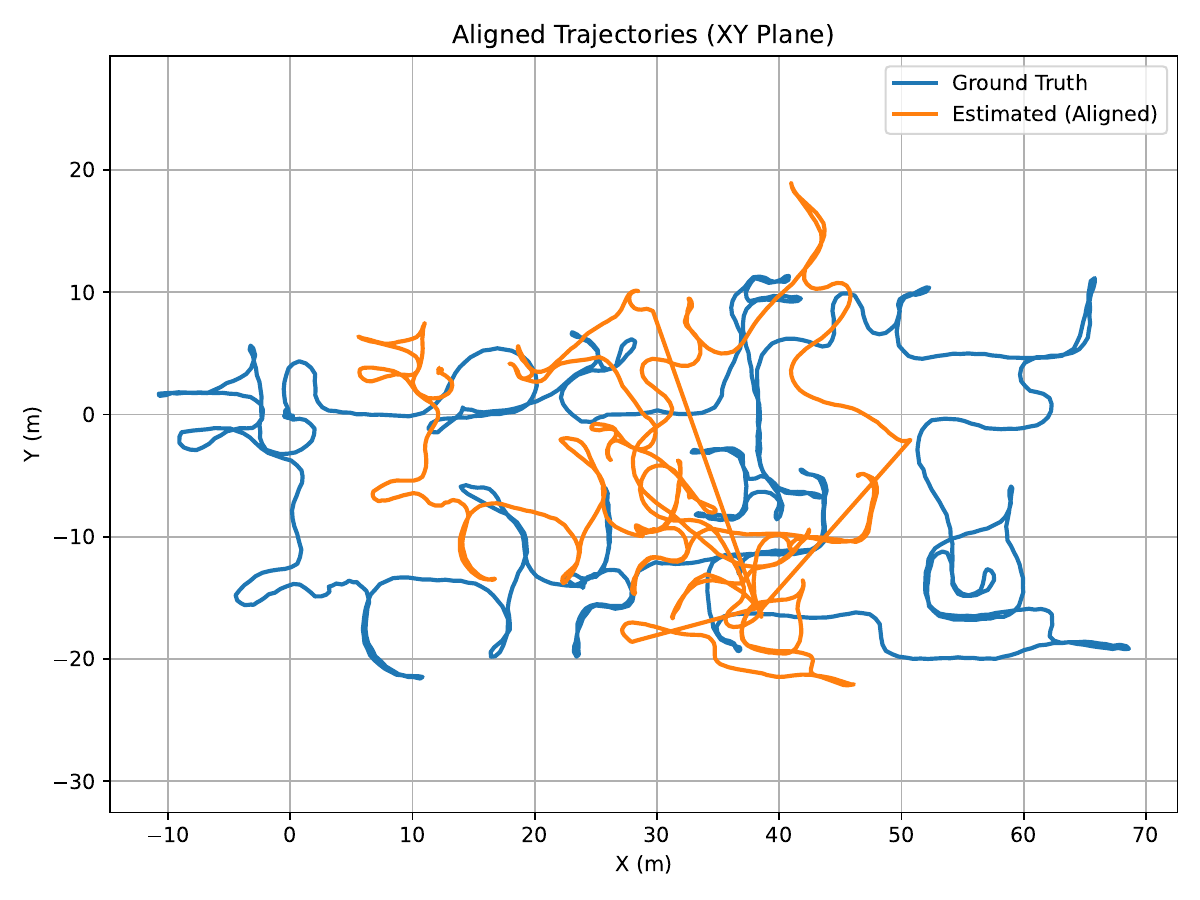 Aligned Trajectories (XY Plane)
Ground Truth
Estimated (Aligned)
20
10
0
−10
−20
−30
Y (m)
−10 0 10 20 30 40 50 60 70
X (m)